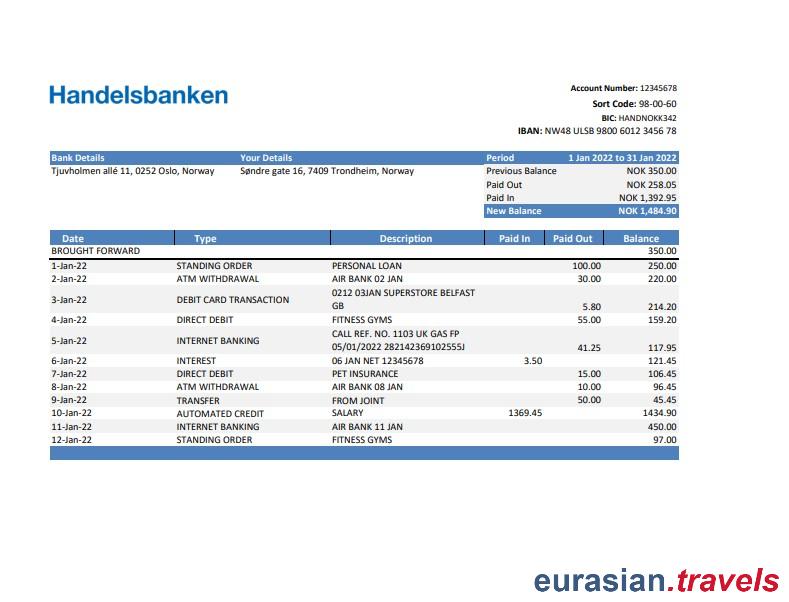 Handelsbanken
Account Number: 12345678
Sort Code: 98-00-60
BIC: HANDNOKK342
IBAN: NW48 ULSB 9800 6012 3456 78
Bank Details Your Details Period 1 Jan 2022 to 31 Jan 2022
Tjuvholmen allé 11, 0252 Oslo, Norway Søndre gate 16, 7409 Trondheim, Norway Previous Balance NOK 350.00
Paid Out NOK 258.05
Paid In NOK 1,392.95
New Balance NOK 1,484.90
Date Type Description Paid In Paid Out Balance
BROUGHT FORWARD 350.00
1-Jan-22 STANDING ORDER PERSONAL LOAN 100.00 250.00
2-Jan-22 ATM WITHDRAWAL AIR BANK 02 JAN 30.00 220.00
3-Jan-22 DEBIT CARD TRANSACTION 0212 03JAN SUPERSTORE BELFAST
GB 5.80 214.20
4-Jan-22 DIRECT DEBIT FITNESS GYMS 55.00 159.20
5-Jan-22 INTERNET BANKING CALL REF. NO. 1103 UK GAS FP
05/01/2022 282142369102555J 41.25 117.95
6-Jan-22 INTEREST 06 JAN NET 12345678 3.50 121.45
7-Jan-22 DIRECT DEBIT PET INSURANCE 15.00 106.45
8-Jan-22 ATM WITHDRAWAL AIR BANK 08 JAN 10.00 96.45
9-Jan-22 TRANSFER FROM JOINT 50.00 45.45
10-Jan-22 AUTOMATED CREDIT SALARY 1369.45 1434.90
11-Jan-22 INTERNET BANKING AIR BANK 11 JAN 450.00
12-Jan-22 STANDING ORDER FITNESS GYMS 97.00
eurasian.travels